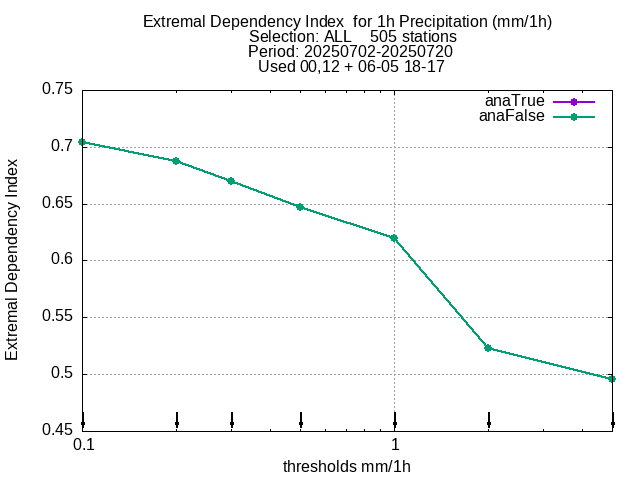 Extremal Dependency Index  for 1h Precipitation (mm/1h)
Selection: ALL    505 stations
Period: 20250702-20250720
Used 00,12 + 06-05 18-17
anaTrue
anaFalse
0.75
0.7
0.65
0.6
0.55
0.5
0.45
Extremal Dependency Index
0.1
1
thresholds mm/1h